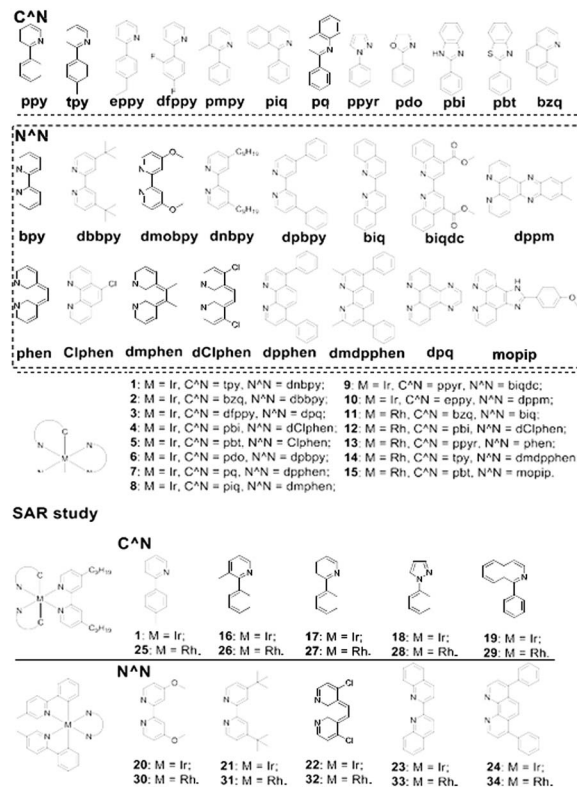 C^N
ppy tpy eppy dfppy pmpy piq pq ppyr pdo pbi pbt bzq
N^N
bpy dbbpy dmobpy dnbpy dpbpy biq biqdc dppm
phen Clphen dmphen dClphen dpphen dmdpphen dpq mopip
1: M = Ir, C^N = tpy, N^N = dnbpy;
2: M = Ir, C^N = bzq, N^N = dbbpy;
3: M = Ir, C^N = dfppy, N^N = dpq;
4: M = Ir, C^N = pbi, N^N = dClphen;
5: M = Ir, C^N = pbt, N^N = Clphen;
6: M = Ir, C^N = pdo, N^N = dpbpy;
7: M = Ir, C^N = pq, N^N = dpphen;
8: M = Ir, C^N = piq, N^N = dmphen;
9: M = Ir, C^N = ppyr, N^N = biqdc;
10: M = Ir, C^N = eppy, N^N = dppm;
11: M = Rh, C^N = bzq, N^N = biq;
12: M = Rh, C^N = pbi, N^N = dClphen;
13: M = Rh, C^N = ppyr, N^N = phen;
14: M = Rh, C^N = tpy, N^N = dmdpphen
15: M = Rh, C^N = pbt, N^N = mopip.
SAR study
C^N
1: M = Ir; 16: M = Ir; 17: M = Ir; 18: M = Ir; 19: M = Ir;
25: M = Rh. 26: M = Rh. 27: M = Rh. 28: M = Rh. 29: M = Rh.
N^N
20: M = Ir; 21: M = Ir; 22: M = Ir; 23: M = Ir; 24: M = Ir;
30: M = Rh. 31: M = Rh. 32: M = Rh. 33: M = Rh. 34: M = Rh.